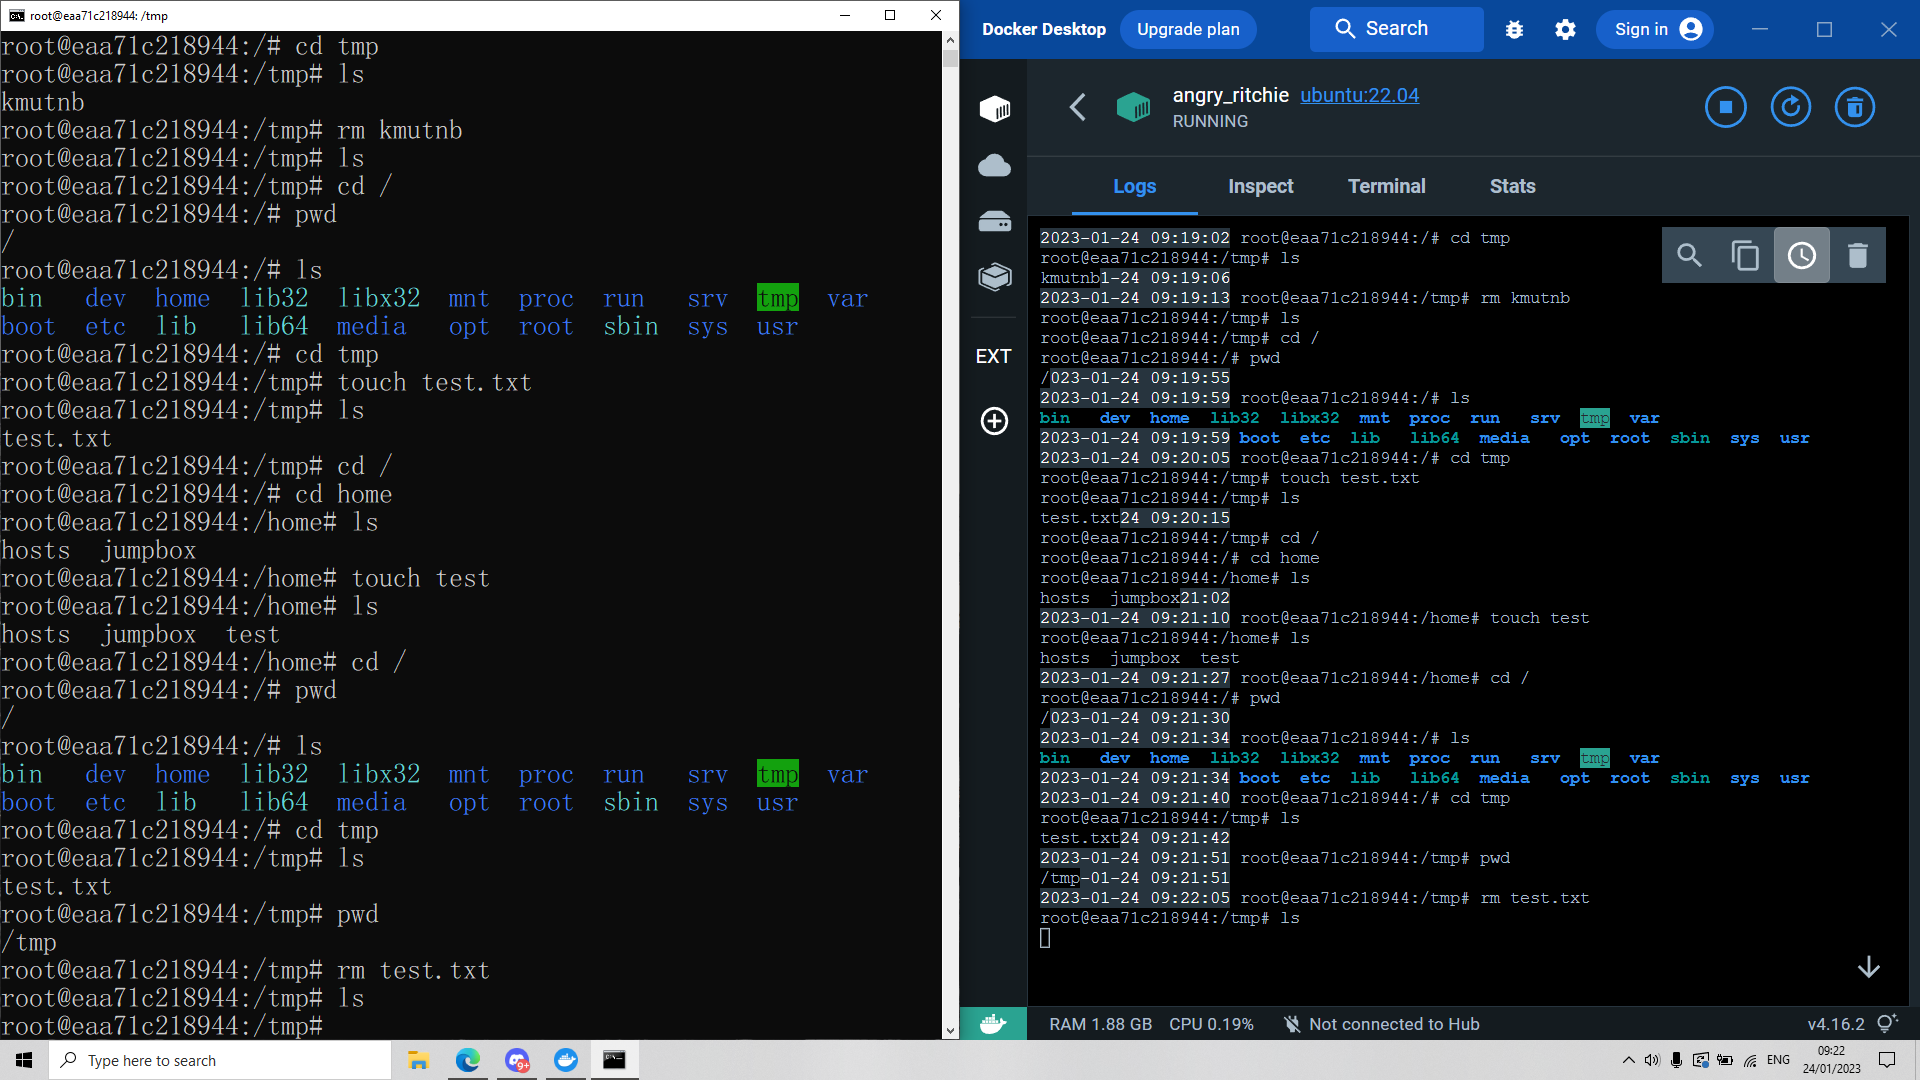 root@eaa71c218944: /tmp
root@eaa71c218944:/# cd tmp
root@eaa71c218944:/tmp# ls
kmutnb
root@eaa71c218944:/tmp# rm kmutnb
root@eaa71c218944:/tmp# ls
root@eaa71c218944:/tmp# cd /
root@eaa71c218944:/# pwd
/
root@eaa71c218944:/# ls
bin dev home lib32 libx32 mnt proc run srv tmp var
boot etc lib lib64 media opt root sbin sys usr
root@eaa71c218944:/# cd tmp
root@eaa71c218944:/tmp# touch test.txt
root@eaa71c218944:/tmp# ls
test.txt
root@eaa71c218944:/tmp# cd /
root@eaa71c218944:/# cd home
root@eaa71c218944:/home# ls
hosts jumpbox
root@eaa71c218944:/home# touch test
root@eaa71c218944:/home# ls
hosts jumpbox test
root@eaa71c218944:/home# cd /
root@eaa71c218944:/# pwd
/
root@eaa71c218944:/# ls
bin dev home lib32 libx32 mnt proc run srv tmp var
boot etc lib lib64 media opt root sbin sys usr
root@eaa71c218944:/# cd tmp
root@eaa71c218944:/tmp# ls
test.txt
root@eaa71c218944:/tmp# pwd
/tmp
root@eaa71c218944:/tmp# rm test.txt
root@eaa71c218944:/tmp# ls
root@eaa71c218944:/tmp#
Docker Desktop Upgrade plan Search Sign in
angry_ritchie ubuntu:22.04
RUNNING
Logs Inspect Terminal Stats
EXT
2023-01-24 09:19:02 root@eaa71c218944:/# cd tmp
root@eaa71c218944:/tmp# ls
kmutnb1-24 09:19:06
2023-01-24 09:19:13 root@eaa71c218944:/tmp# rm kmutnb
root@eaa71c218944:/tmp# ls
root@eaa71c218944:/tmp# cd /
root@eaa71c218944:/# pwd
/023-01-24 09:19:55
2023-01-24 09:19:59 root@eaa71c218944:/# ls
bin dev home lib32 libx32 mnt proc run srv tmp var
2023-01-24 09:19:59 boot etc lib lib64 media opt root sbin sys usr
2023-01-24 09:20:05 root@eaa71c218944:/# cd tmp
root@eaa71c218944:/tmp# touch test.txt
root@eaa71c218944:/tmp# ls
test.txt24 09:20:15
root@eaa71c218944:/tmp# cd /
root@eaa71c218944:/# cd home
root@eaa71c218944:/home# ls
hosts jumpbox21:02
2023-01-24 09:21:10 root@eaa71c218944:/home# touch test
root@eaa71c218944:/home# ls
hosts jumpbox test
2023-01-24 09:21:27 root@eaa71c218944:/home# cd /
root@eaa71c218944:/# pwd
/023-01-24 09:21:30
2023-01-24 09:21:34 root@eaa71c218944:/# ls
bin dev home lib32 libx32 mnt proc run srv tmp var
2023-01-24 09:21:34 boot etc lib lib64 media opt root sbin sys usr
2023-01-24 09:21:40 root@eaa71c218944:/# cd tmp
root@eaa71c218944:/tmp# ls
test.txt24 09:21:42
2023-01-24 09:21:51 root@eaa71c218944:/tmp# pwd
/tmp-01-24 09:21:51
2023-01-24 09:22:05 root@eaa71c218944:/tmp# rm test.txt
root@eaa71c218944:/tmp# ls
RAM 1.88 GB CPU 0.19% Not connected to Hub v4.16.2
Type here to search
9+
ENG
09:22
24/01/2023